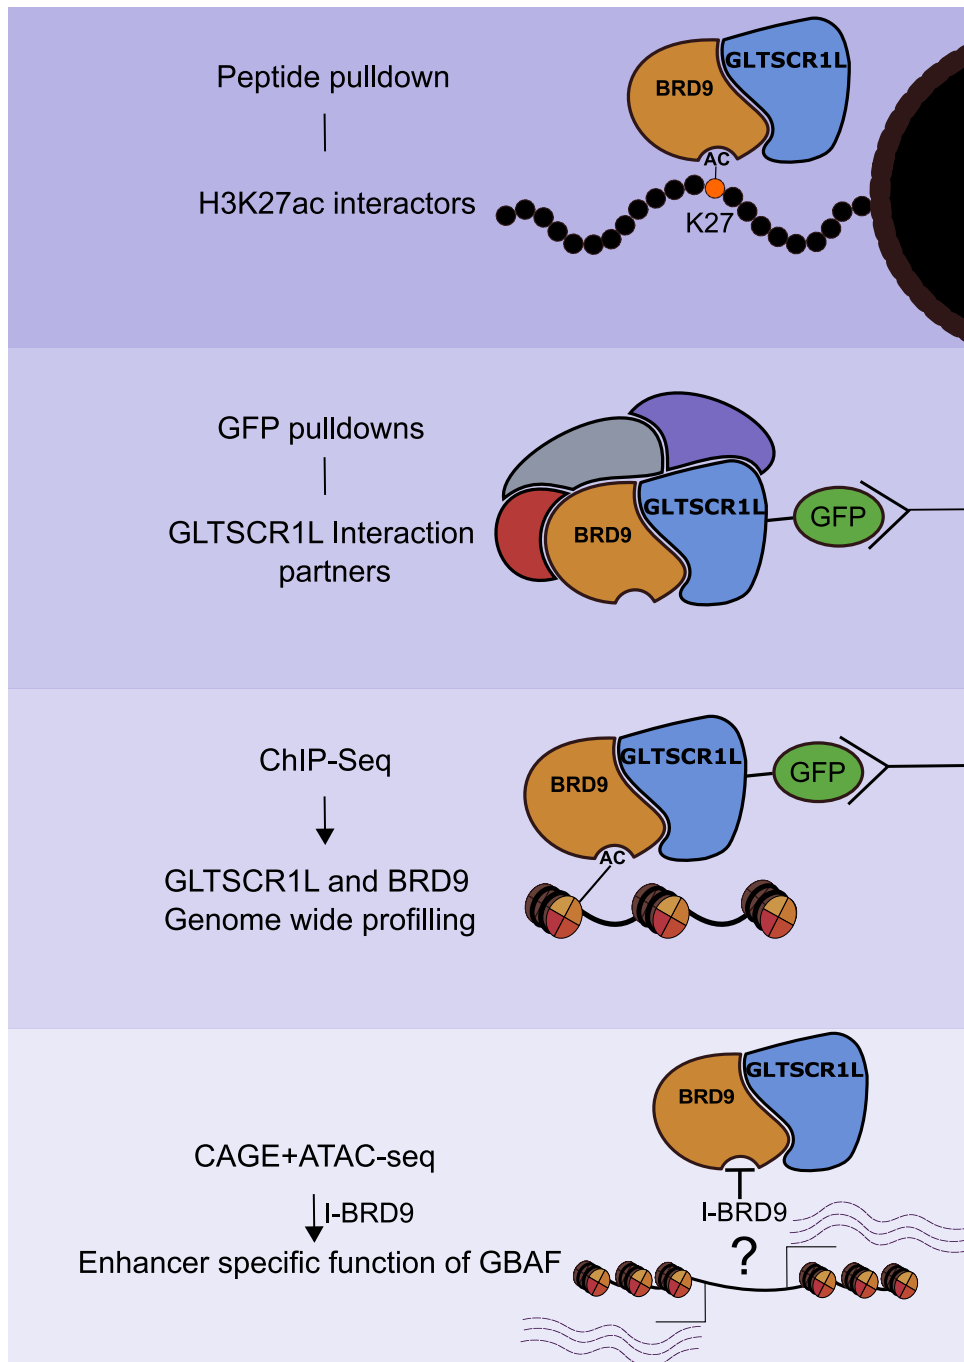 Peptide pulldown
H3K27ac interactors
BRD9
GLTSCR1L
AC
K27
GFP pulldowns
GLTSCR1L Interaction
partners
BRD9
GLTSCR1L
GFP
ChIP-Seq
GLTSCR1L and BRD9
Genome wide profilling
BRD9
GLTSCR1L
GFP
AC
CAGE+ATAC-seq
I-BRD9
Enhancer specific function of GBAF
BRD9
GLTSCR1L
I-BRD9
?